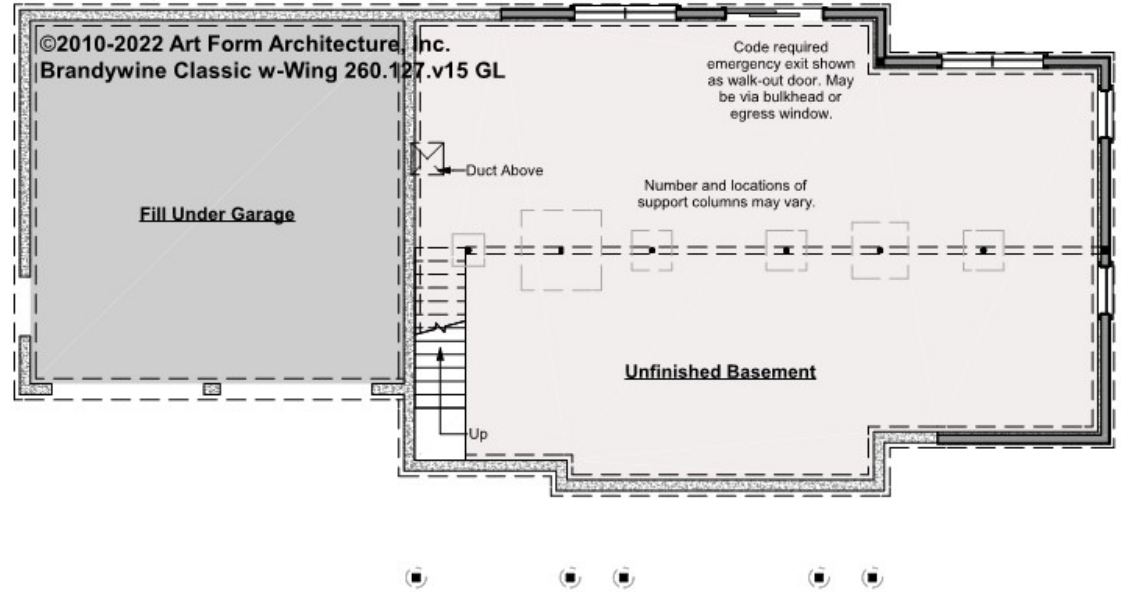 ©2010-2022 Art Form Architecture, Inc.
Brandywine Classic w-Wing 260.127.v15 GL
Code required
emergency exit shown
as walk-out door. May
be via bulkhead or
egress window.
Duct Above
Number and locations of
support columns may vary.
Fill Under Garage
Unfinished Basement
Up